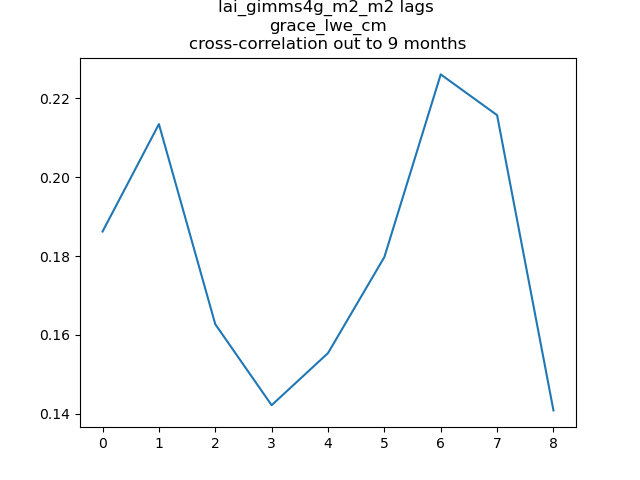 lai_gimms4g_m2_m2 lags
grace_lwe_cm
cross-correlation out to 9 months
0.22
0.20
0.18
0.16
0.14
0 1 2 3 4 5 6 7 8